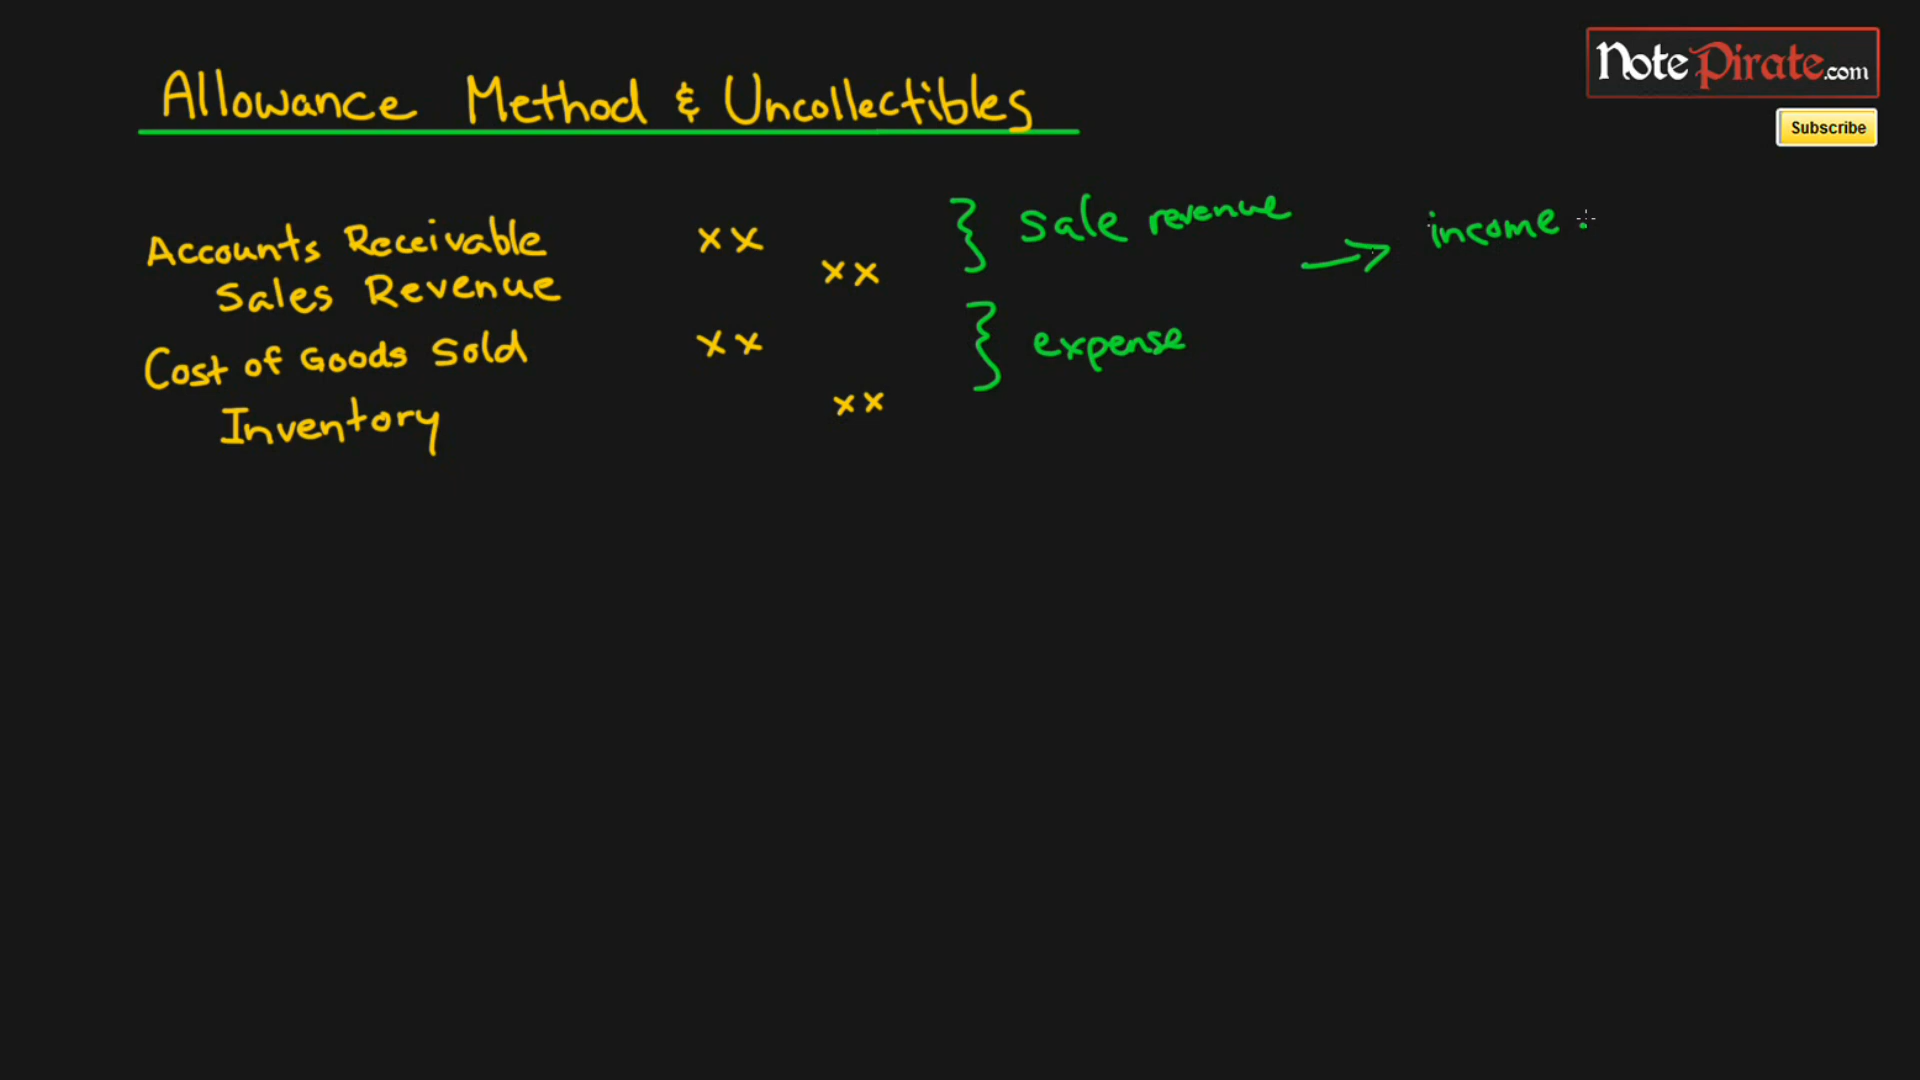 NotePirate.com
Subscribe
Allowance Method & Uncollectibles
Accounts Receivable xx } sale revenue → income
Sales Revenue xx
Cost of Goods Sold xx } expense
Inventory xx